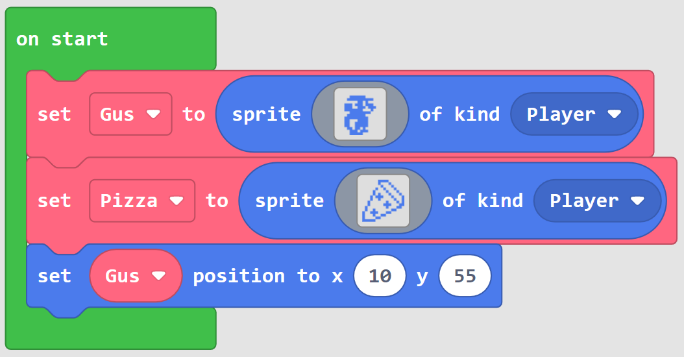 on start
set Gus to sprite of kind Player
set Pizza to sprite of kind Player
set Gus position to x 10 y 55